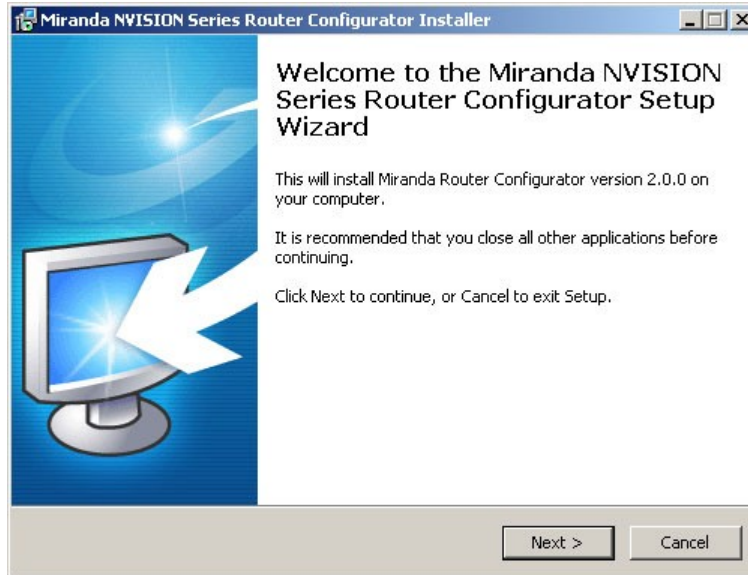 Miranda NVISION Series Router Configurator Installer
Welcome to the Miranda NVISION
Series Router Configurator Setup
Wizard
This will install Miranda Router Configurator version 2.0.0 on
your computer.
It is recommended that you close all other applications before
continuing.
Click Next to continue, or Cancel to exit Setup.
Next >
Cancel